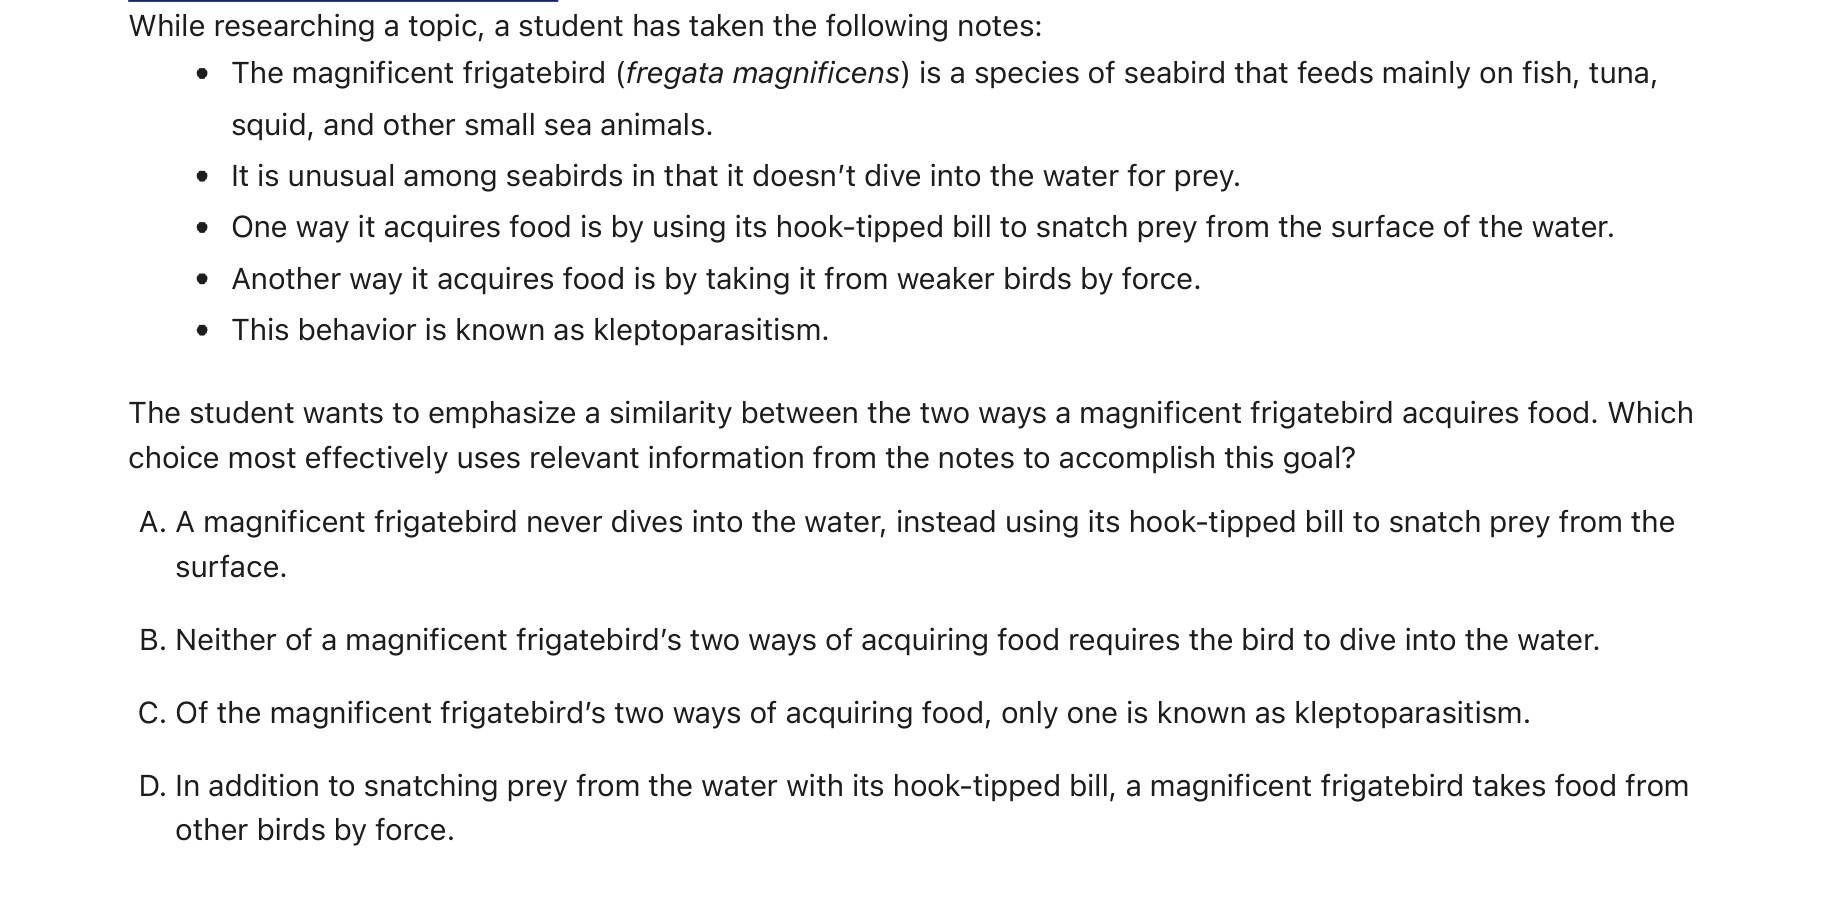 While researching a topic, a student has taken the following notes:
• The magnificent frigatebird (fregata magnificens) is a species of seabird that feeds mainly on fish, tuna,
squid, and other small sea animals.
• It is unusual among seabirds in that it doesn’t dive into the water for prey.
• One way it acquires food is by using its hook-tipped bill to snatch prey from the surface of the water.
• Another way it acquires food is by taking it from weaker birds by force.
• This behavior is known as kleptoparasitism.
The student wants to emphasize a similarity between the two ways a magnificent frigatebird acquires food. Which
choice most effectively uses relevant information from the notes to accomplish this goal?
A. A magnificent frigatebird never dives into the water, instead using its hook-tipped bill to snatch prey from the
surface.
B. Neither of a magnificent frigatebird’s two ways of acquiring food requires the bird to dive into the water.
C. Of the magnificent frigatebird’s two ways of acquiring food, only one is known as kleptoparasitism.
D. In addition to snatching prey from the water with its hook-tipped bill, a magnificent frigatebird takes food from
other birds by force.